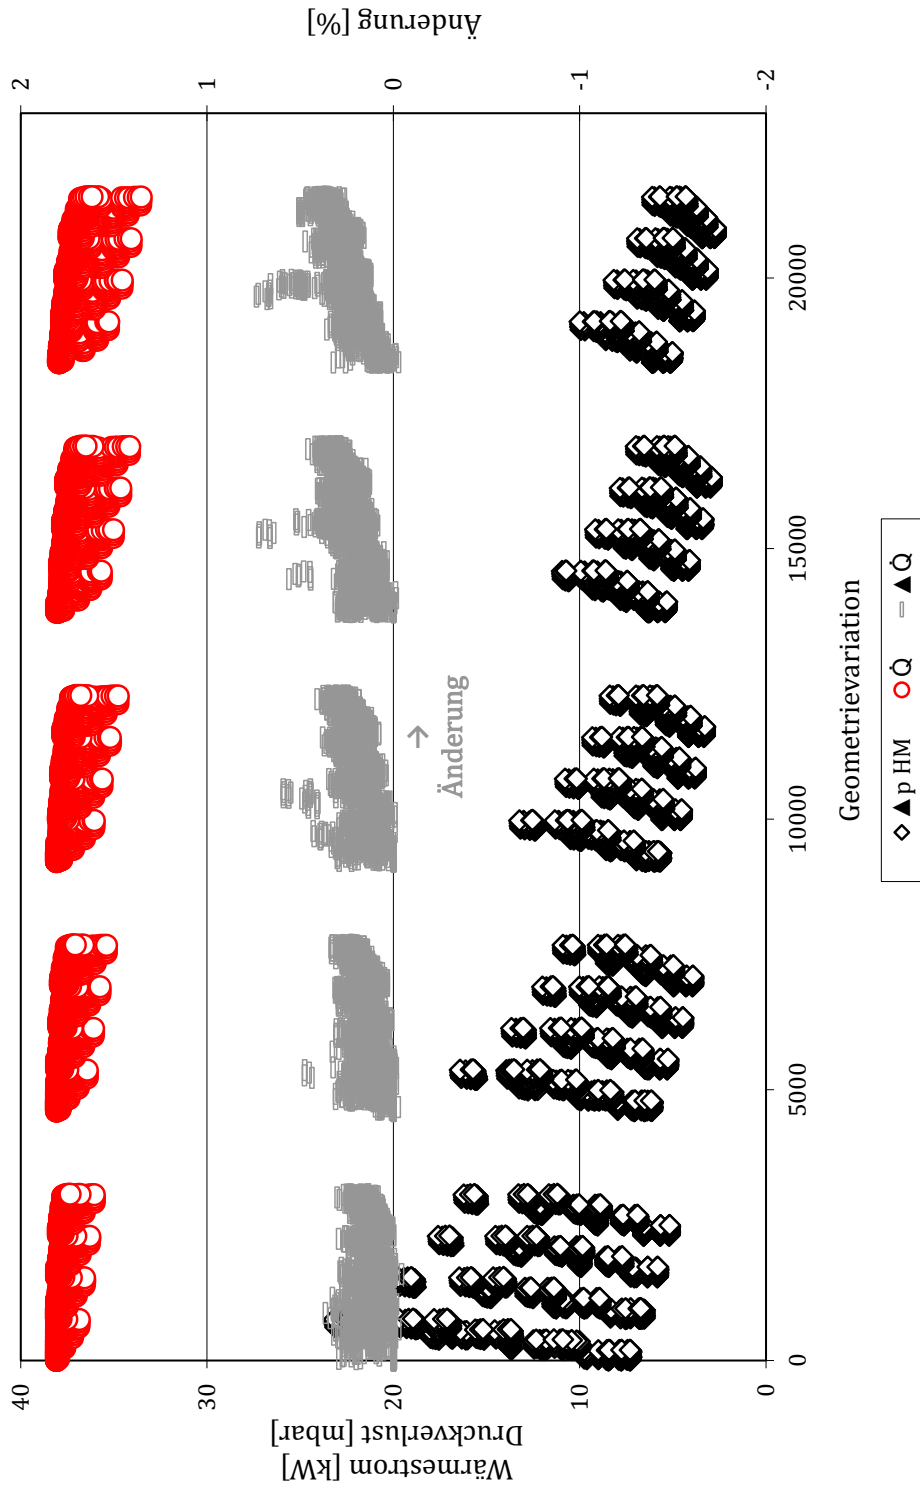 Wärmestrom [kW]
Druckverlust [mbar]
40
30
20
10
0
Änderung [%]
2
1
0
-1
-2
→
Änderung
0
5000
10000
15000
20000
Geometrievariation
▲p HM
Q̇
▲Q̇